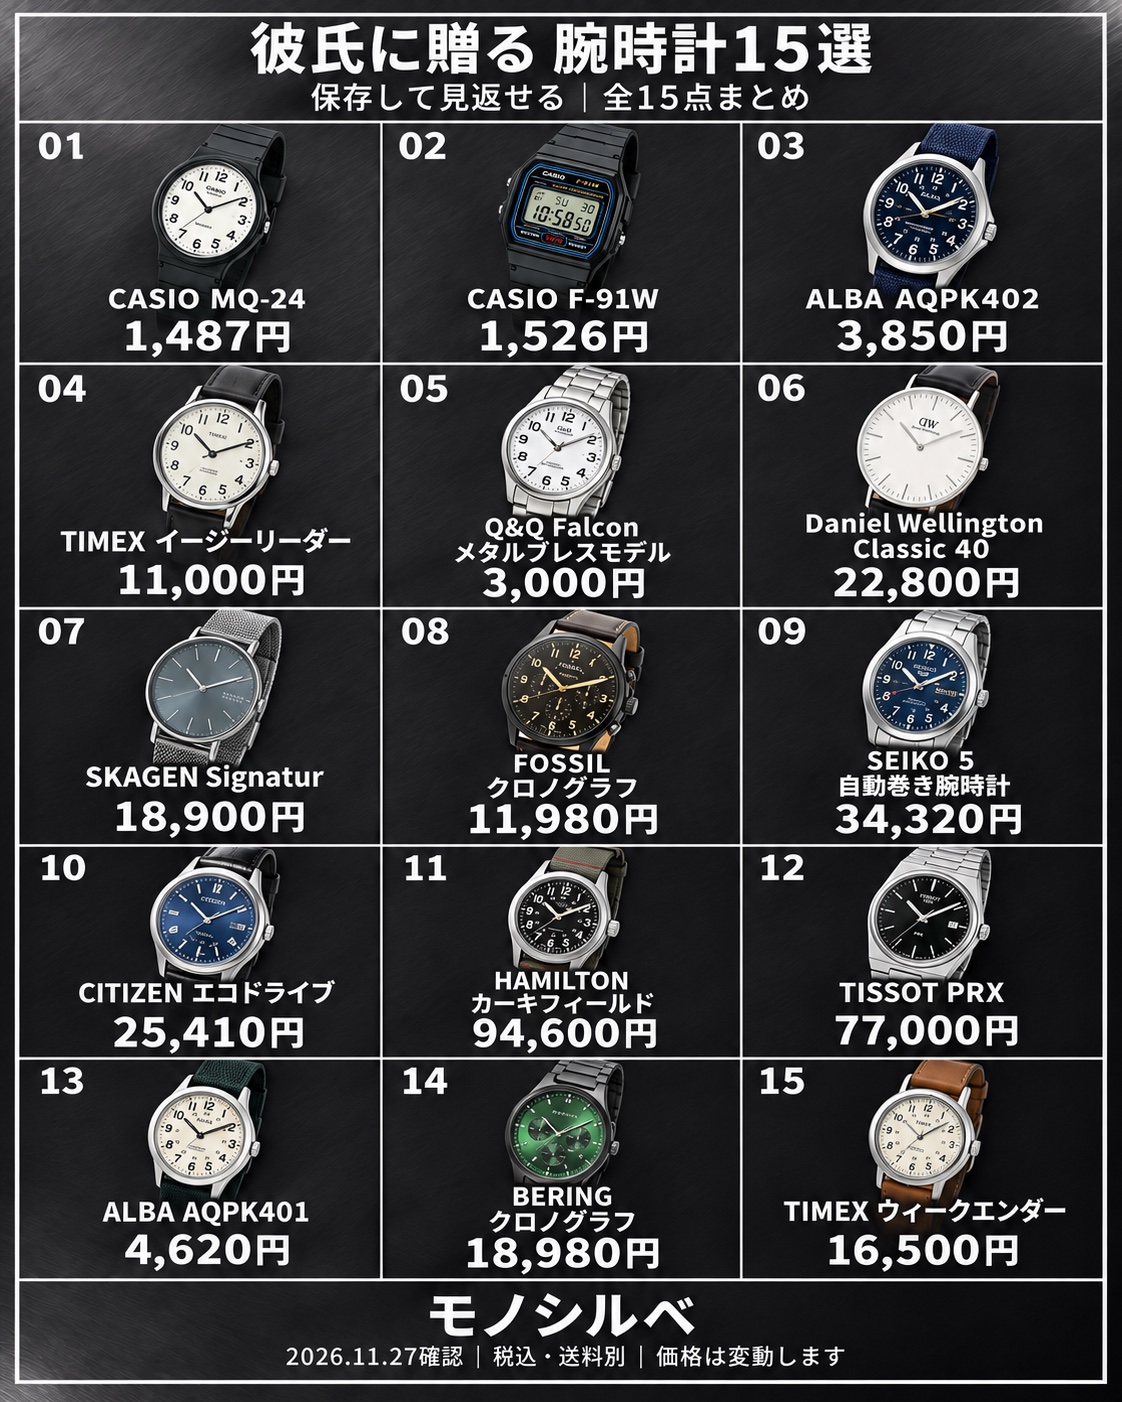 彼氏に贈る 腕時計15選
保存して見返せる｜全15点まとめ
01
CASIO
CASIO MQ-24
1,487円
02
CASIO F-91W
SU 30
10:58 50
CASIO F-91W
1,526円
03
ALBA AQPK402
3,850円
04
TIMEX イージーリーダー
11,000円
05
Q&Q Falcon
メタルブレスモデル
3,000円
06
DW
Daniel Wellington
Classic 40
22,800円
07
SKAGEN Signatur
18,900円
08
FOSSIL
クロノグラフ
11,980円
09
SEIKO 5
自動巻き腕時計
34,320円
10
CITIZEN
CITIZEN エコドライブ
25,410円
11
HAMILTON
カーキフィールド
94,600円
12
TISSOT PRX
77,000円
13
ALBA AQPK401
4,620円
14
BERING
クロノグラフ
18,980円
15
TIMEX ウィークエンダー
16,500円
モノシルベ
2026.11.27確認｜税込・送料別｜価格は変動します